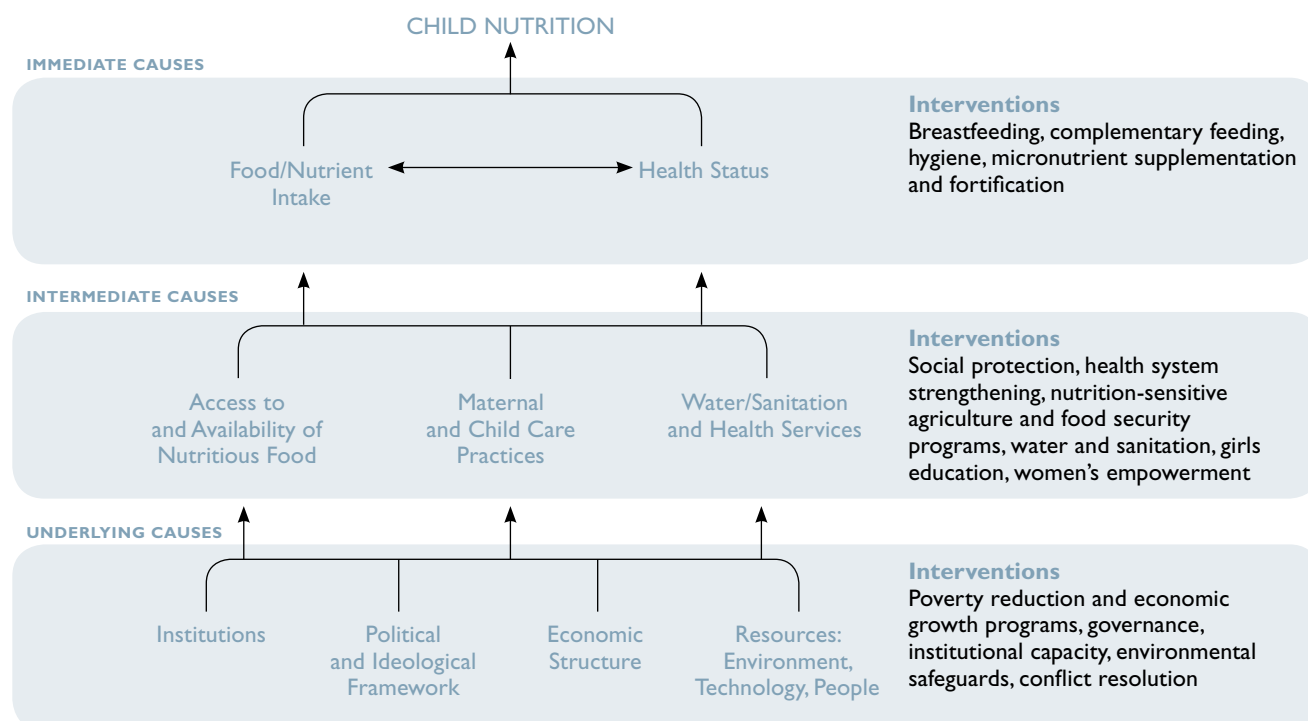 CHILD NUTRITION
IMMEDIATE CAUSES
Food/Nutrient
Intake
Health Status
Interventions
Breastfeeding, complementary feeding,
hygiene, micronutrient supplementation
and fortification
INTERMEDIATE CAUSES
Access to
and Availability of
Nutritious Food
Maternal
and Child Care
Practices
Water/Sanitation
and Health Services
Interventions
Social protection, health system
strengthening, nutrition-sensitive
agriculture and food security
programs, water and sanitation, girls
education, women’s empowerment
UNDERLYING CAUSES
Institutions
Political
and Ideological
Framework
Economic
Structure
Resources:
Environment,
Technology, People
Interventions
Poverty reduction and economic
growth programs, governance,
institutional capacity, environmental
safeguards, conflict resolution